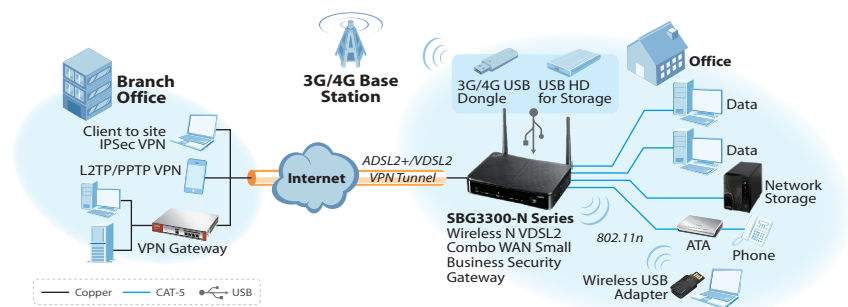 Branch
Office
Client to site
IPSec VPN
L2TP/PPTP VPN
VPN Gateway
3G/4G Base
Station
Internet
ADSL2+/VDSL2
VPN Tunnel
3G/4G USB
Dongle
USB HD
for Storage
SBG3300-N Series
Wireless N VDSL2
Combo WAN Small
Business Security
Gateway
Office
Data
Data
Network
Storage
802.11n
ATA
Phone
Wireless USB
Adapter
Copper
CAT-5
USB